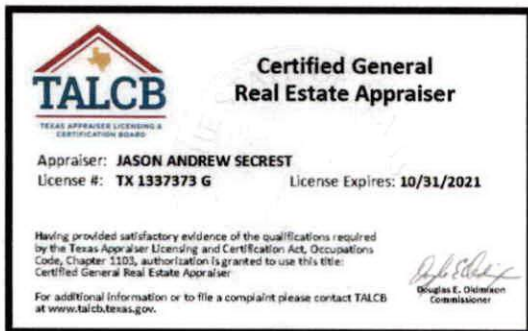 TALCB
TEXAS APPRAISER LICENSING &
CERTIFICATION BOARD
Certified General
Real Estate Appraiser
Appraiser: JASON ANDREW SECREST
License #: TX 1337373 G License Expires: 10/31/2021
Having provided satisfactory evidence of the qualifications required
by the Texas Appraiser Licensing and Certification Act, Occupations
Code, Chapter 1103, authorization is granted to use this title:
Certified General Real Estate Appraiser
For additional information or to file a complaint please contact TALCB
at www.talcb.texas.gov.
Douglas E. Oldmixon
Commissioner